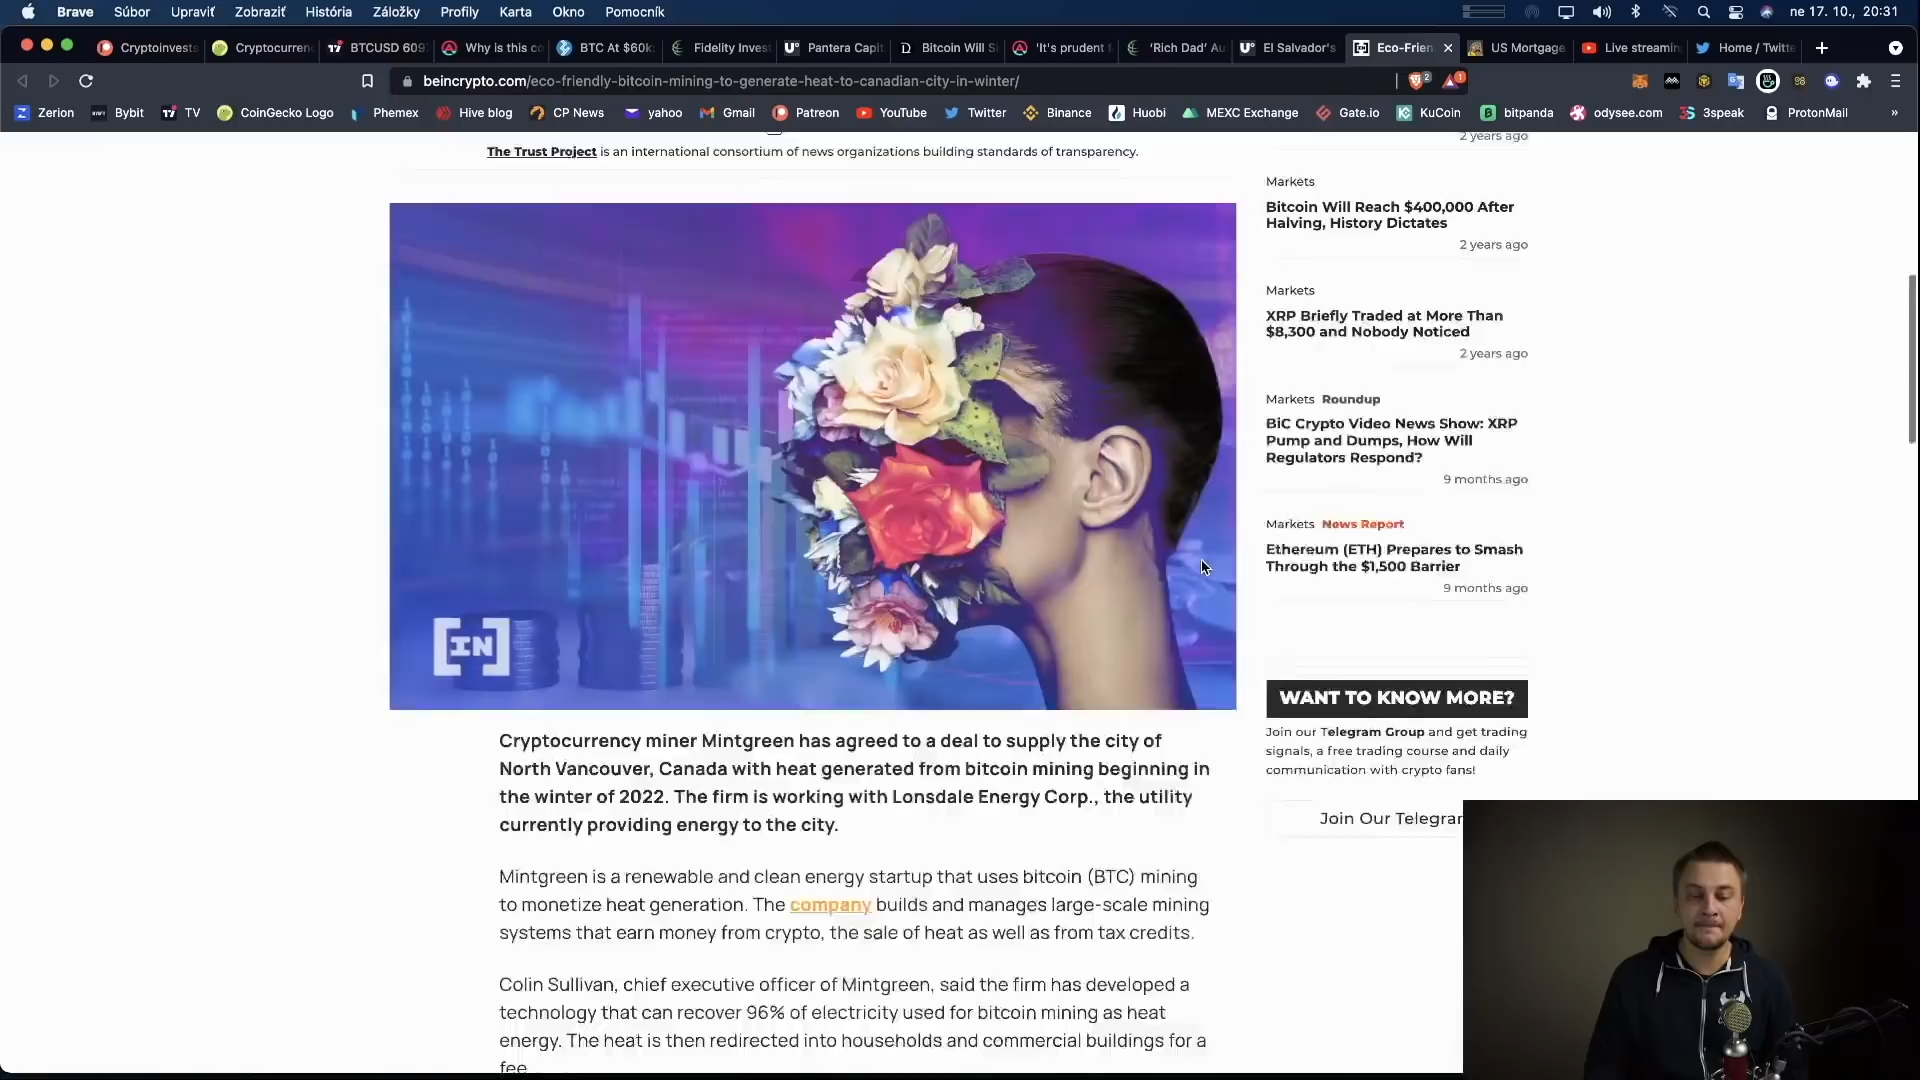 Brave Súbor Upraviť Zobraziť História Záložky Profily Karta Okno Pomocník ne 17. 10., 20:31
Cryptoinvests Cryptocurren BTCUSD 609 Why is this co BTC At $60k Fidelity Invest Pantera Capit Bitcoin Will S 'It's prudent f 'Rich Dad' Au El Salvador's Eco-Frien US Mortgage Live streamin Home / Twitte
beincrypto.com/eco-friendly-bitcoin-mining-to-generate-heat-to-canadian-city-in-winter/ 2 1
Zerion Bybit TV CoinGecko Logo Phemex Hive blog CP News yahoo Gmail Patreon YouTube Twitter Binance Huobi MEXC Exchange Gate.io KuCoin bitpanda odysee.com 3speak ProtonMail »
The Trust Project is an international consortium of news organizations building standards of transparency.
IN
Cryptocurrency miner Mintgreen has agreed to a deal to supply the city of
North Vancouver, Canada with heat generated from bitcoin mining beginning in
the winter of 2022. The firm is working with Lonsdale Energy Corp., the utility
currently providing energy to the city.
Mintgreen is a renewable and clean energy startup that uses bitcoin (BTC) mining
to monetize heat generation. The company builds and manages large-scale mining
systems that earn money from crypto, the sale of heat as well as from tax credits.
Colin Sullivan, chief executive officer of Mintgreen, said the firm has developed a
technology that can recover 96% of electricity used for bitcoin mining as heat
energy. The heat is then redirected into households and commercial buildings for a
fee
2 years ago
Markets
Bitcoin Will Reach $400,000 After
Halving, History Dictates
2 years ago
Markets
XRP Briefly Traded at More Than
$8,300 and Nobody Noticed
2 years ago
Markets Roundup
BiC Crypto Video News Show: XRP
Pump and Dumps, How Will
Regulators Respond?
9 months ago
Markets News Report
Ethereum (ETH) Prepares to Smash
Through the $1,500 Barrier
9 months ago
WANT TO KNOW MORE?
Join our Telegram Group and get trading
signals, a free trading course and daily
communication with crypto fans!
Join Our Telegram